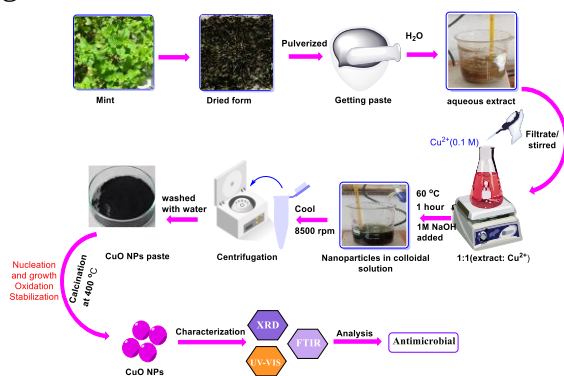 Mint
Dried form
Pulverized
Getting paste
H₂O
aqueous extract
Filtrate/
stirred
Cu²⁺(0.1 M)
1:1(extract: Cu²⁺)
60 °C
1 hour
1M NaOH
added
Nanoparticles in colloidal
solution
Cool
8500 rpm
Centrifugation
washed
with water
CuO NPs paste
Nucleation
and growth
Oxidation
Stabilization
Calcination
at 400 °C
CuO NPs
Characterization
XRD
FTIR
UV-VIS
Analysis
Antimicrobial